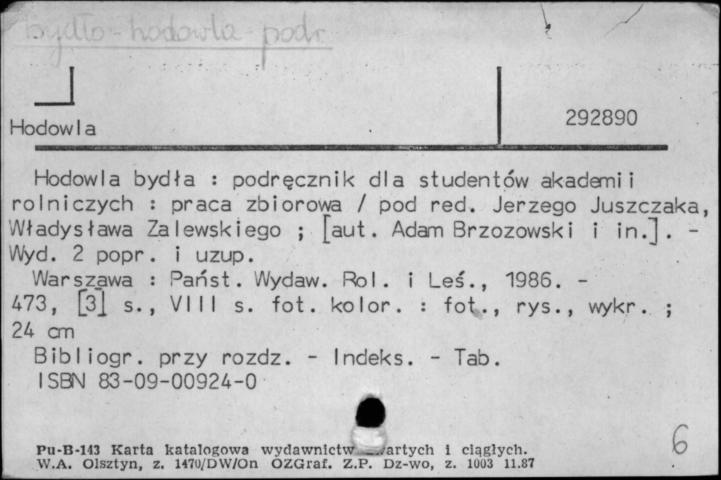 bydło-hodowla-podr.
Hodowla
292890
Hodowla bydła : podręcznik dla studentów akademii
rolniczych : praca zbiorowa / pod red. Jerzego Juszczaka,
Władysława Zalewskiego ; [aut. Adam Brzozowski i in.]. -
Wyd. 2 popr. i uzup.
Warszawa : Państ. Wydaw. Rol. i Leś., 1986. -
473, [3] s., VIII s. fot. kolor. : fot., rys., wykr. ;
24 cm
Bibliogr. przy rozdz. - Indeks. - Tab.
ISBN 83-09-00924-0
6
Pu-B-143 Karta katalogowa wydawnictw artych i ciągłych.
W.A. Olsztyn, z. 1470/DW/On OZGraf. Z.P. Dz-wo, z. 1003 11.87